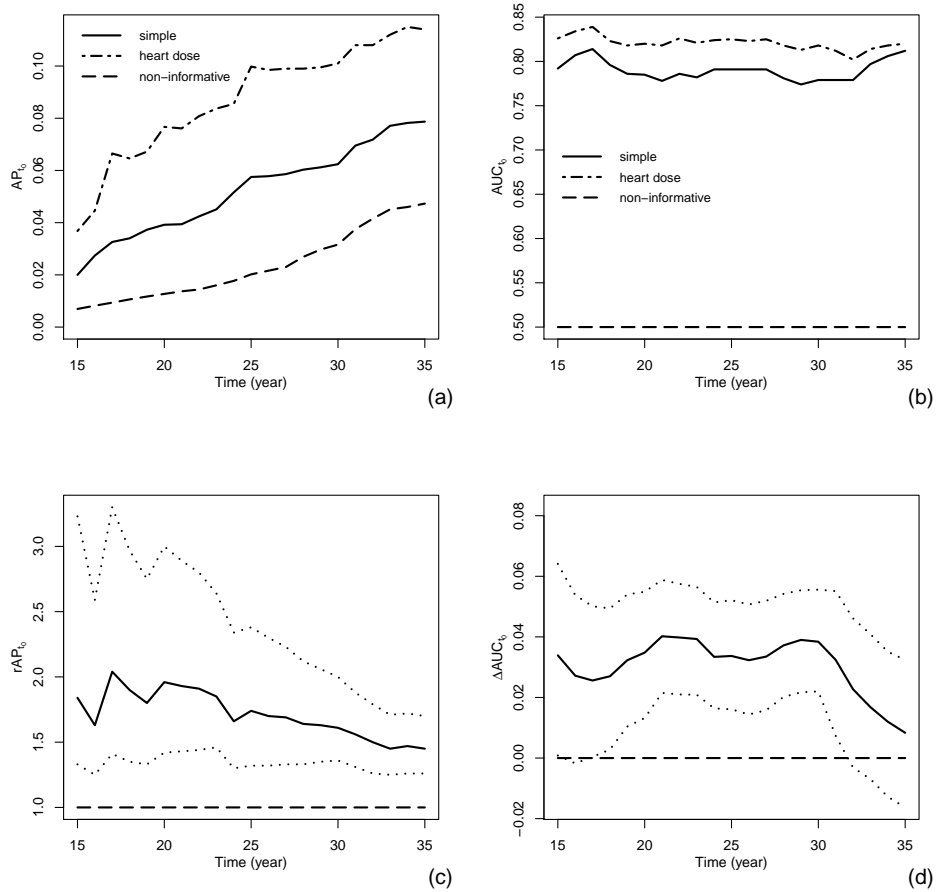 simple
heart dose
non−informative
AP t0
0.00 0.02 0.04 0.06 0.08 0.10
15 20 25 30 35
Time (year)
(a)
simple
heart dose
non−informative
AUC t0
0.50 0.55 0.60 0.65 0.70 0.75 0.80 0.85
15 20 25 30 35
Time (year)
(b)
rAP t0
1.0 1.5 2.0 2.5 3.0
15 20 25 30 35
Time (year)
(c)
ΔAUC t0
−0.02 0.00 0.02 0.04 0.06 0.08
15 20 25 30 35
Time (year)
(d)